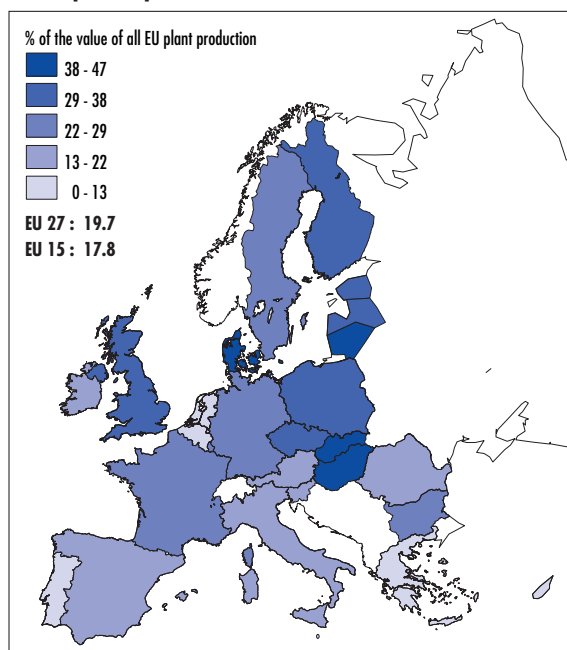 % of the value of all EU plant production
38 - 47
29 - 38
22 - 29
13 - 22
0 - 13
EU 27 : 19.7
EU 15 : 17.8